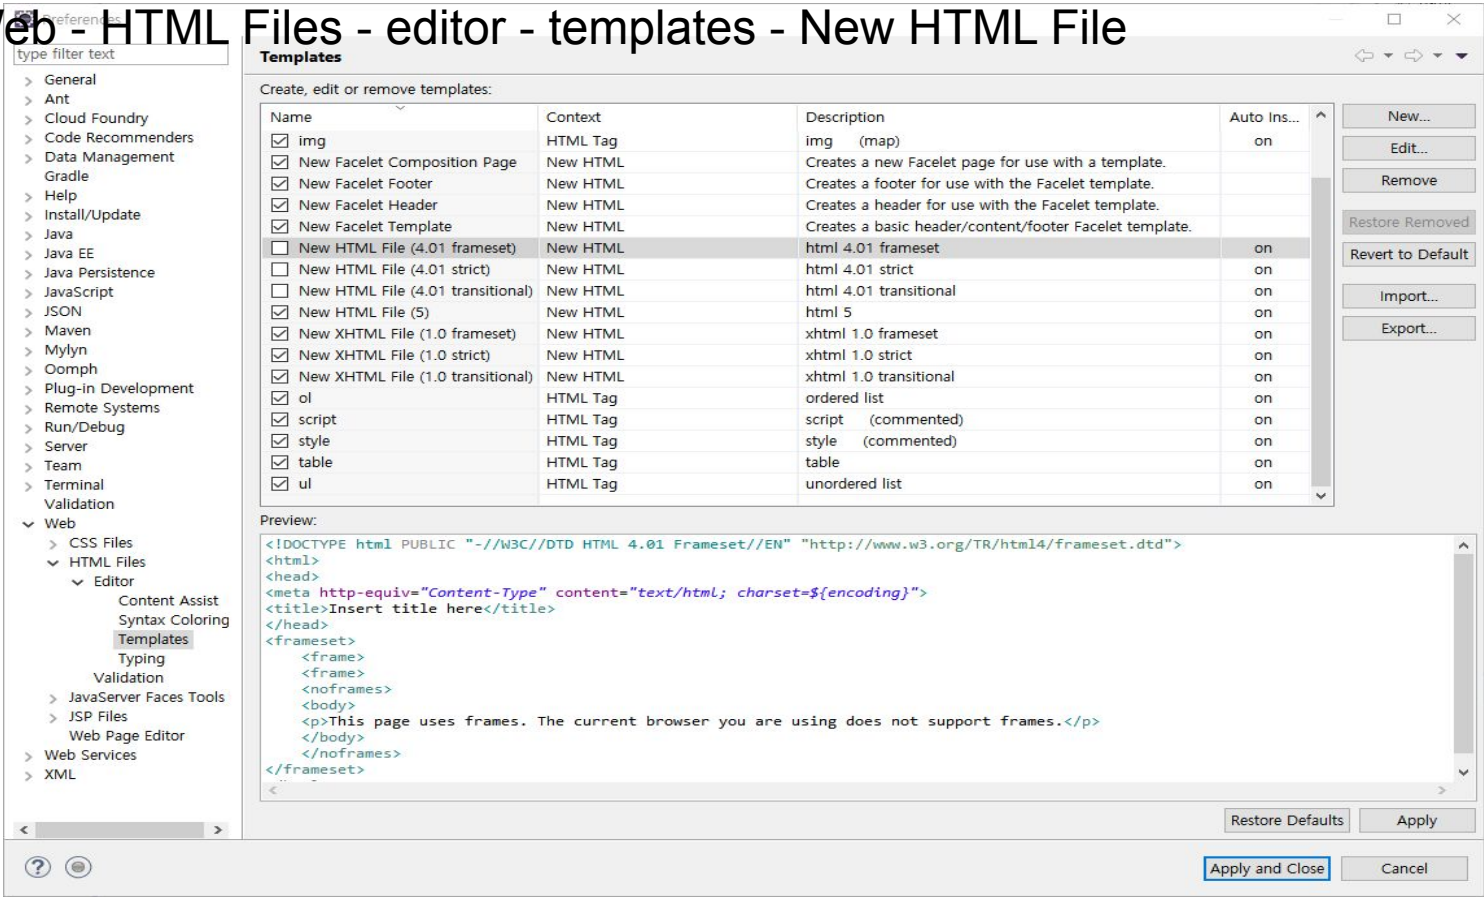 eb - HTML Files - editor - templates - New HTML File
Preferences
type filter text
General
Ant
Cloud Foundry
Code Recommenders
Data Management
Gradle
Help
Install/Update
Java
Java EE
Java Persistence
JavaScript
JSON
Maven
Mylyn
Oomph
Plug-in Development
Remote Systems
Run/Debug
Server
Team
Terminal
Validation
Web
CSS Files
HTML Files
Editor
Content Assist
Syntax Coloring
Templates
Typing
Validation
JavaServer Faces Tools
JSP Files
Web Page Editor
Web Services
XML
Templates
Create, edit or remove templates:
Name Context Description Auto Ins...
img HTML Tag img (map) on
New Facelet Composition Page New HTML Creates a new Facelet page for use with a template.
New Facelet Footer New HTML Creates a footer for use with the Facelet template.
New Facelet Header New HTML Creates a header for use with the Facelet template.
New Facelet Template New HTML Creates a basic header/content/footer Facelet template.
New HTML File (4.01 frameset) New HTML html 4.01 frameset on
New HTML File (4.01 strict) New HTML html 4.01 strict on
New HTML File (4.01 transitional) New HTML html 4.01 transitional on
New HTML File (5) New HTML html 5 on
New XHTML File (1.0 frameset) New HTML xhtml 1.0 frameset on
New XHTML File (1.0 strict) New HTML xhtml 1.0 strict on
New XHTML File (1.0 transitional) New HTML xhtml 1.0 transitional on
ol HTML Tag ordered list on
script HTML Tag script (commented) on
style HTML Tag style (commented) on
table HTML Tag table on
ul HTML Tag unordered list on
New...
Edit...
Remove
Restore Removed
Revert to Default
Import...
Export...
Preview:
<!DOCTYPE html PUBLIC "-//W3C//DTD HTML 4.01 Frameset//EN" "http://www.w3.org/TR/html4/frameset.dtd">
<html>
<head>
<meta http-equiv="Content-Type" content="text/html; charset=${encoding}">
<title>Insert title here</title>
</head>
<frameset>
<frame>
<frame>
<noframes>
<body>
<p>This page uses frames. The current browser you are using does not support frames.</p>
</body>
</noframes>
</frameset>
Restore Defaults Apply
? Apply and Close Cancel